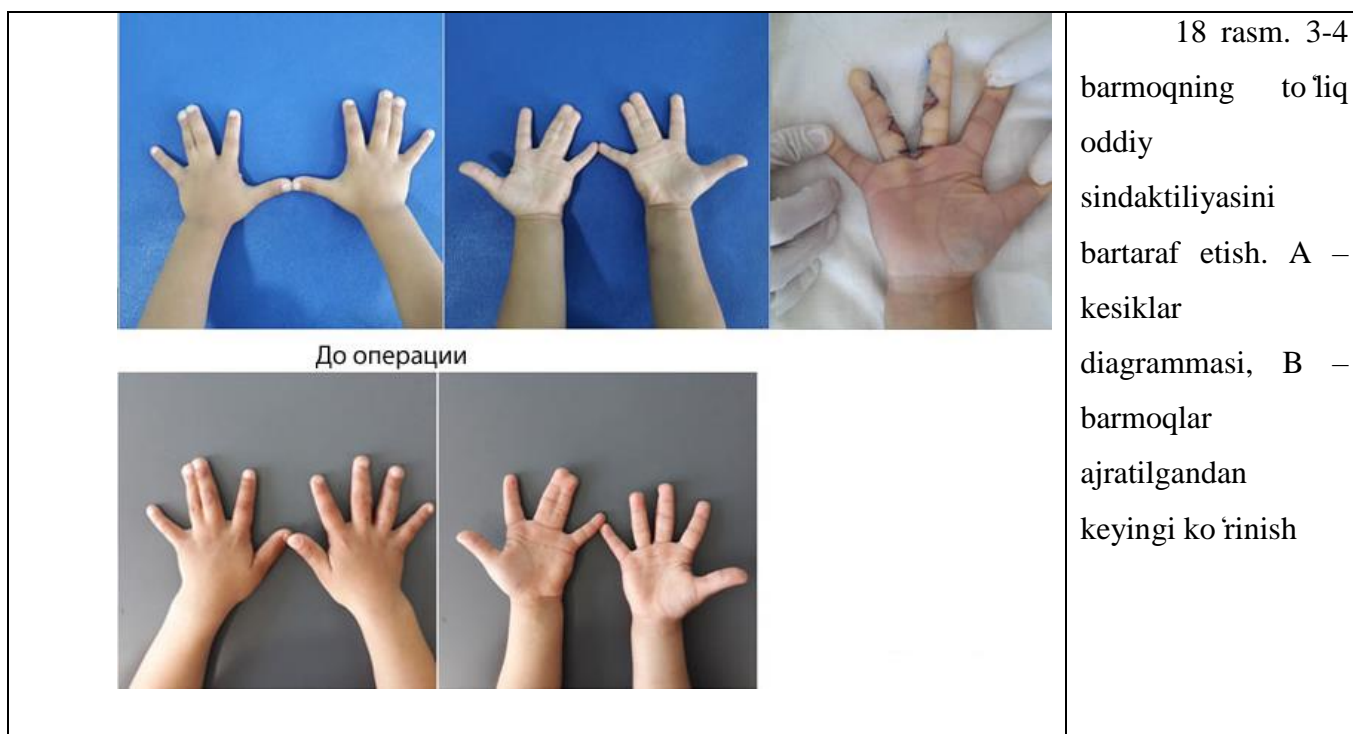 18 rasm. 3-4
barmoqning to‘liq
oddiy
sindaktiliyasini
bartaraf etish. A –
kesiklar
diagrammasi, B –
barmoqlar
ajratilgandan
keyingi ko‘rinish
До операции